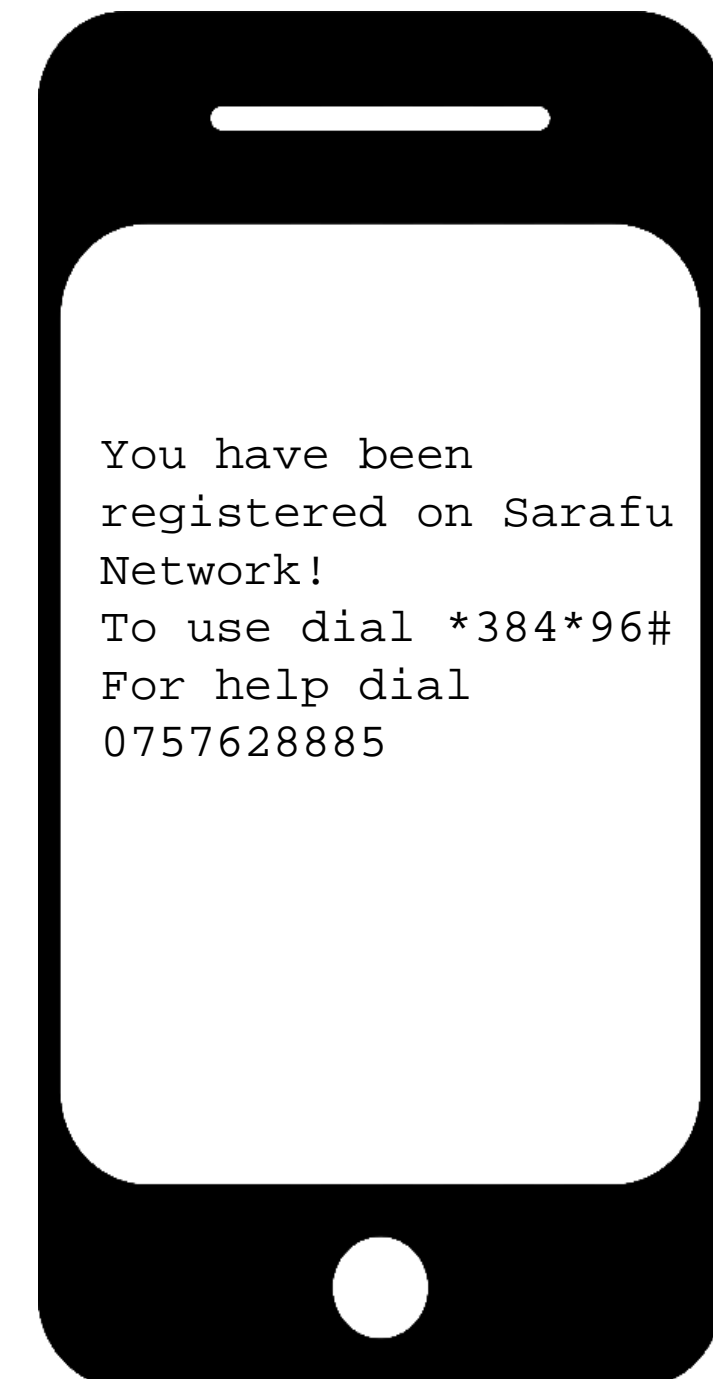 You have been
registered on Sarafu
Network!
To use dial *384*96#
For help dial
0757628885